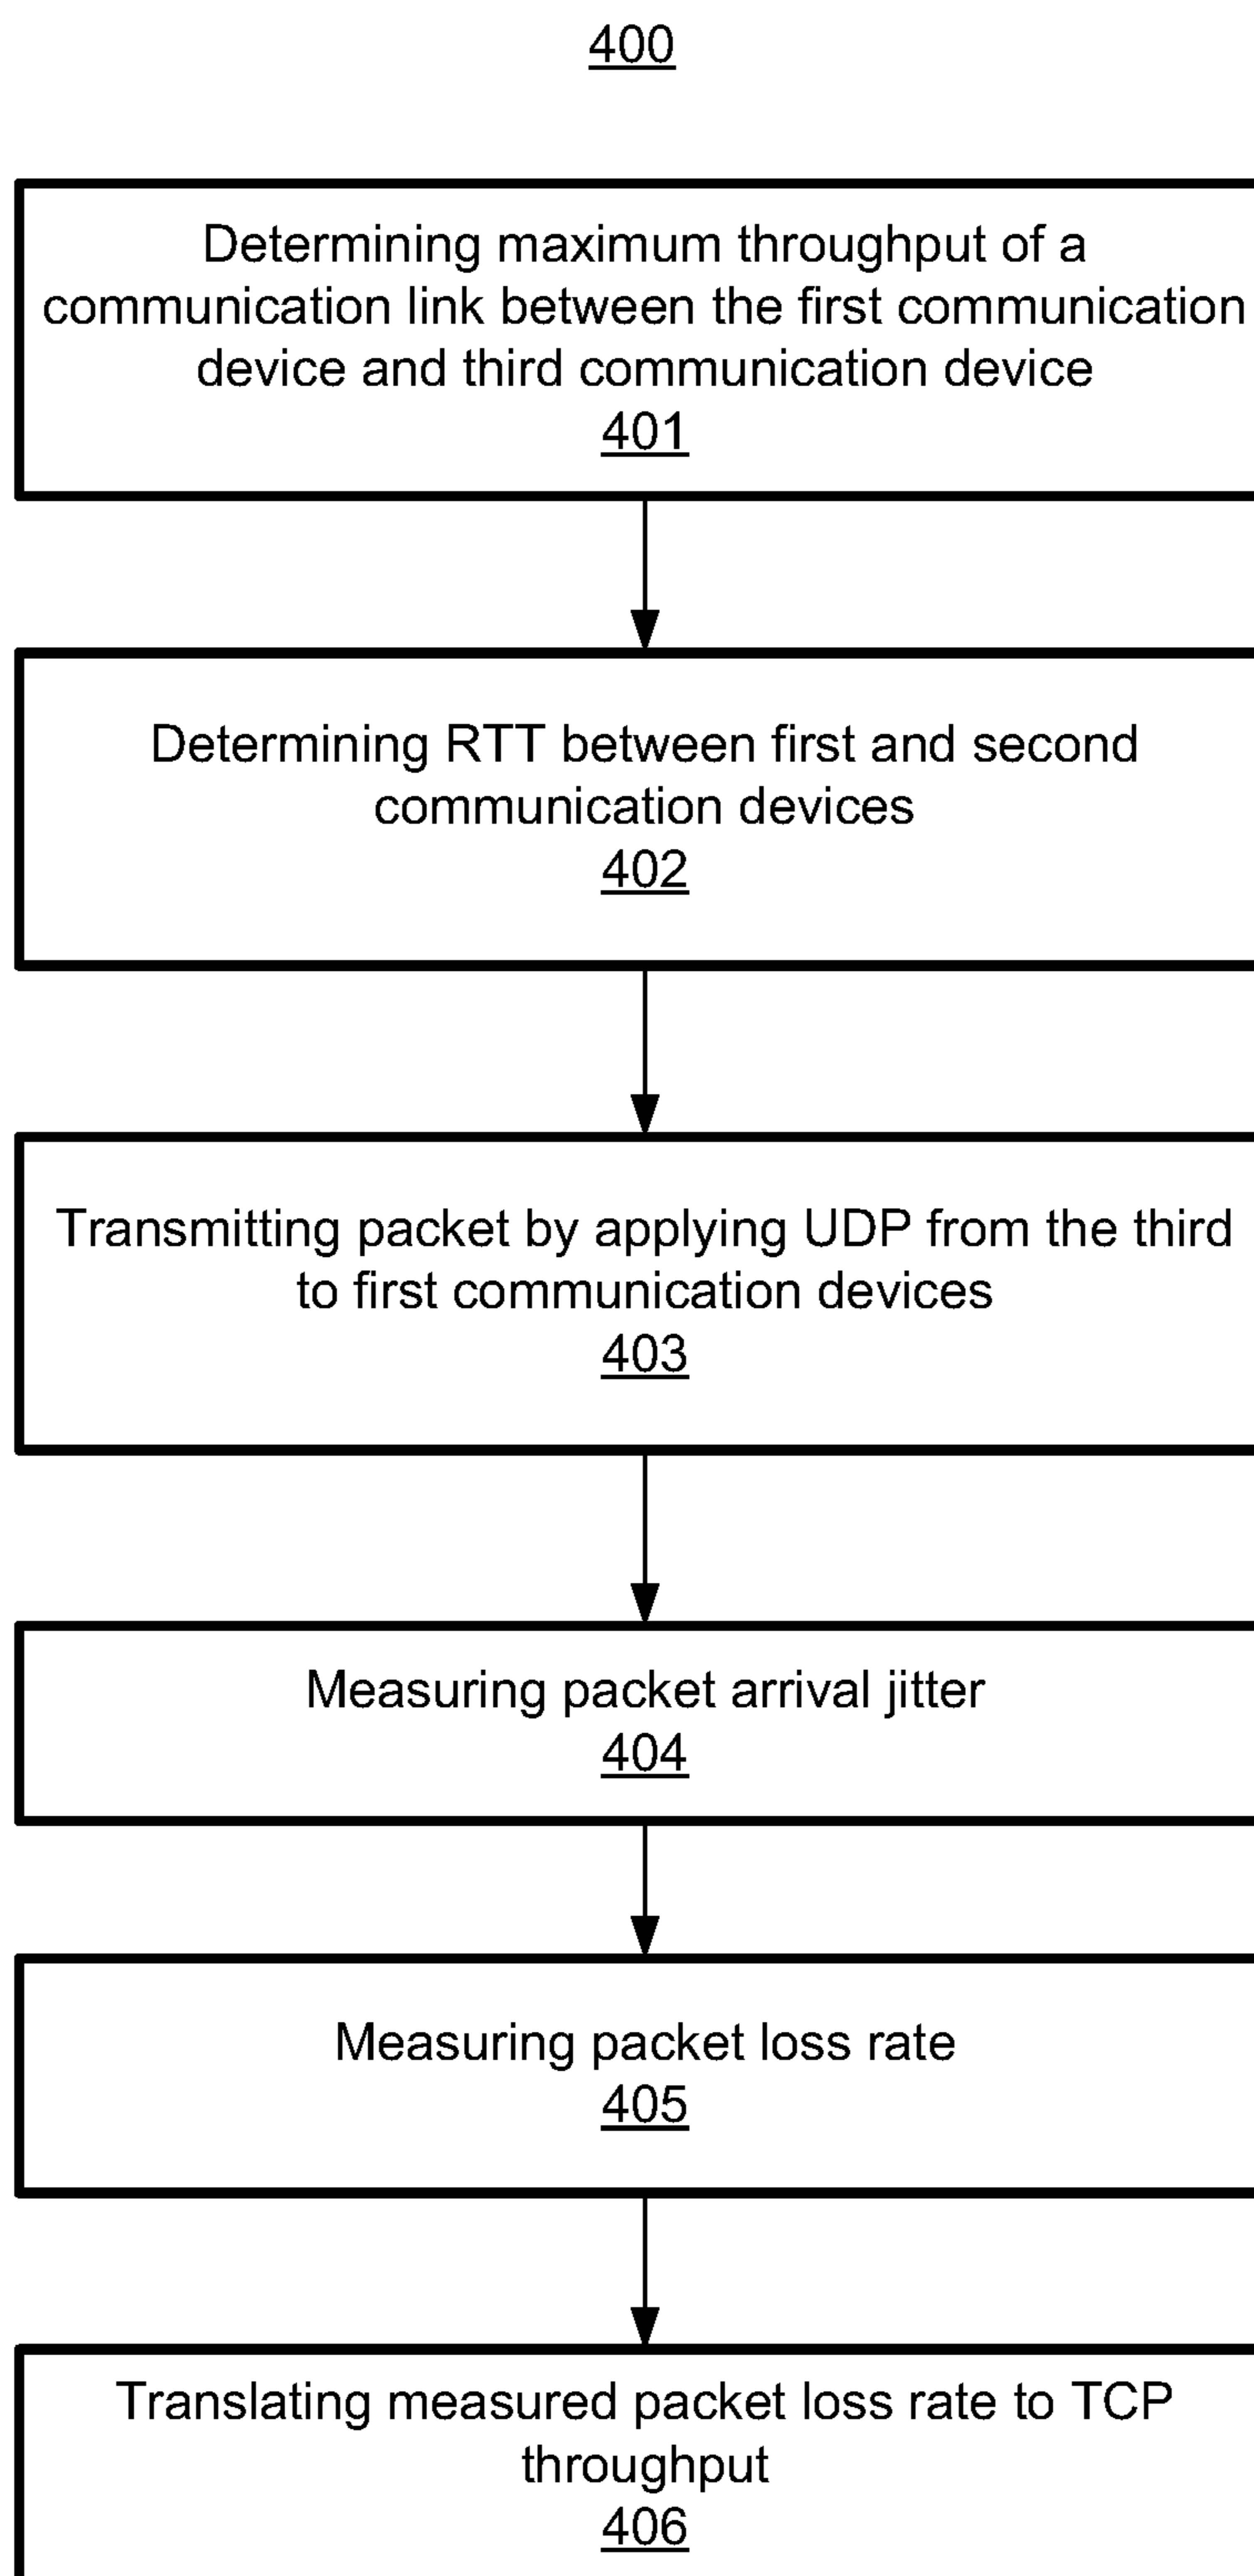 400
Determining maximum throughput of a
communication link between the first communication
device and third communication device
401
Determining RTT between first and second
communication devices
402
Transmitting packet by applying UDP from the third
to first communication devices
403
Measuring packet arrival jitter
404
Measuring packet loss rate
405
Translating measured packet loss rate to TCP
throughput
406